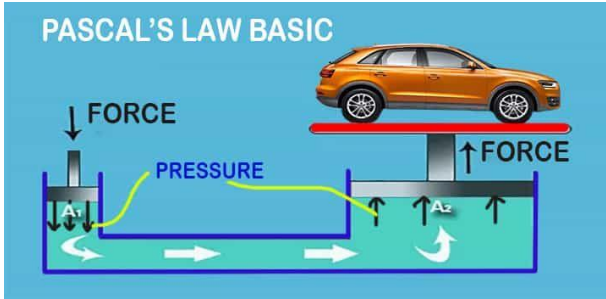 PASCAL'S LAW BASIC
FORCE
FORCE
PRESSURE
A1
A2